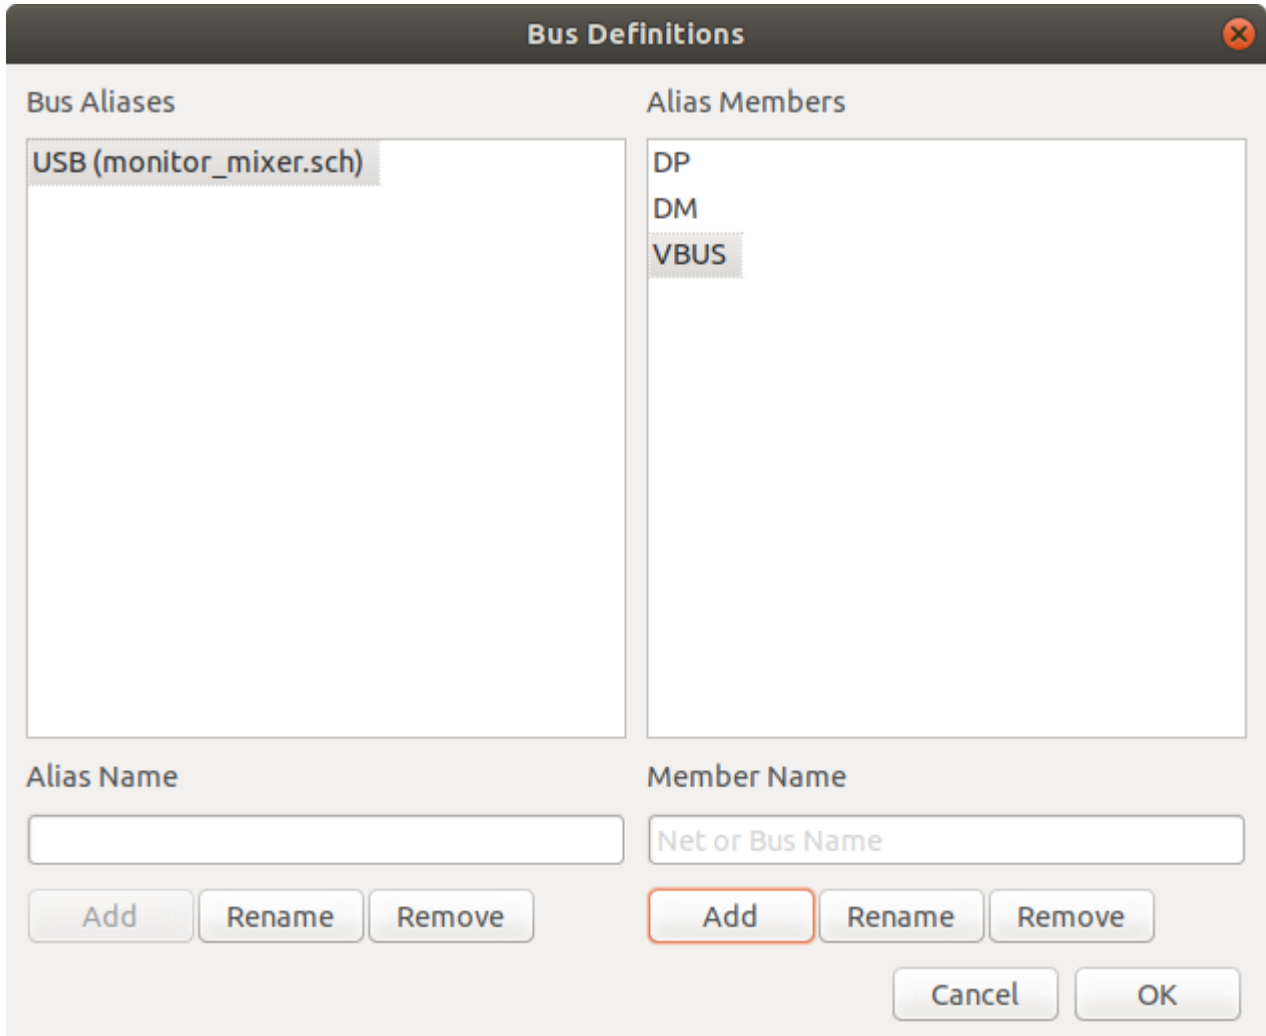 Bus Definitions
Bus Aliases
Alias Members
USB (monitor_mixer.sch)
DP
DM
VBUS
Alias Name
Member Name
Net or Bus Name
Add Rename Remove
Add Rename Remove
Cancel OK